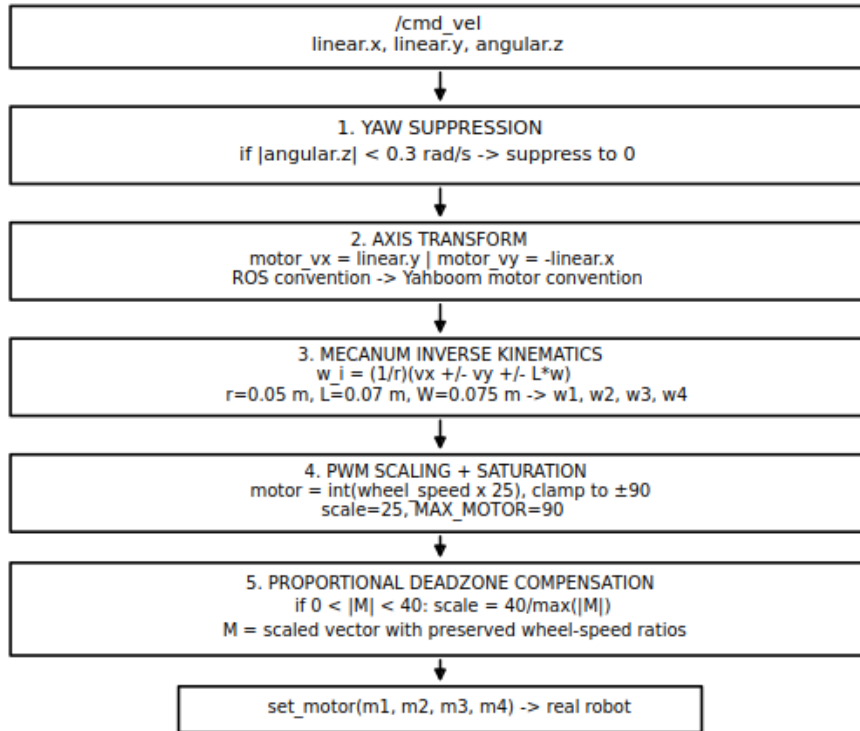 /cmd_vel
linear.x, linear.y, angular.z
1. YAW SUPPRESSION
if |angular.z| < 0.3 rad/s -> suppress to 0
2. AXIS TRANSFORM
motor_vx = linear.y | motor_vy = -linear.x
ROS convention -> Yahboom motor convention
3. MECANUM INVERSE KINEMATICS
w_i = (1/r)(vx +/- vy +/- L*w)
r=0.05 m, L=0.07 m, W=0.075 m -> w1, w2, w3, w4
4. PWM SCALING + SATURATION
motor = int(wheel_speed x 25), clamp to ±90
scale=25, MAX_MOTOR=90
5. PROPORTIONAL DEADZONE COMPENSATION
if 0 < |M| < 40: scale = 40/max(|M|)
M = scaled vector with preserved wheel-speed ratios
set_motor(m1, m2, m3, m4) -> real robot